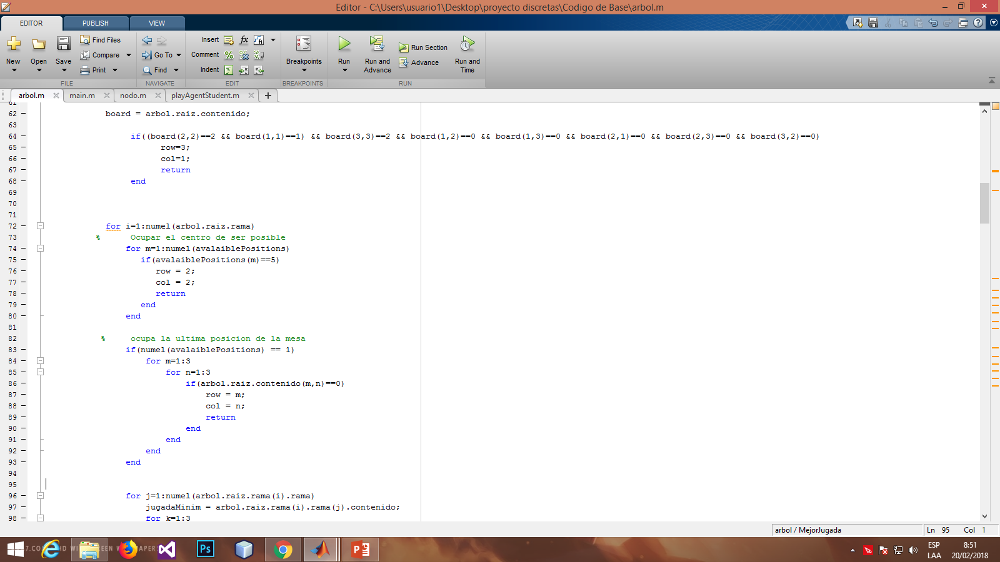 Editor - C:\Users\usuario1\Desktop\proyecto discretas\Codigo de Base\arbol.m
EDITOR PUBLISH VIEW
New Open Save Find Files Compare Print
Go To Find
Insert Comment Indent fx
Breakpoints
Run Run and Advance Run Section Advance Run and Time
FILE NAVIGATE EDIT BREAKPOINTS RUN
arbol.m main.m nodo.m playAgentStudent.m
61
62 board = arbol.raiz.contenido;
63
64 if((board(2,2)==2 && board(1,1)==1) && board(3,3)==2 && board(1,2)==0 && board(1,3)==0 && board(2,1)==0 && board(2,3)==0 && board(3,2)==0)
65 row=3;
66 col=1;
67 return
68 end
69
70
71
72 for i=1:numel(arbol.raiz.rama)
73 % Ocupar el centro de ser posible
74 for m=1:numel(avalaiblePositions)
75 if(avalaiblePositions(m)==5)
76 row = 2;
77 col = 2;
78 return
79 end
80 end
81
82 % ocupa la ultima posicion de la mesa
83 if(numel(avalaiblePositions) == 1)
84 for m=1:3
85 for n=1:3
86 if(arbol.raiz.contenido(m,n)==0)
87 row = m;
88 col = n;
89 return
90 end
91 end
92 end
93 end
94
95
96 for j=1:numel(arbol.raiz.rama(i).rama)
97 jugadaMinim = arbol.raiz.rama(i).rama(j).contenido;
98 for k=1:3
arbol / MejorJugada Ln 95 Col 1
Ps
ESP 8:51
LAA 20/02/2018